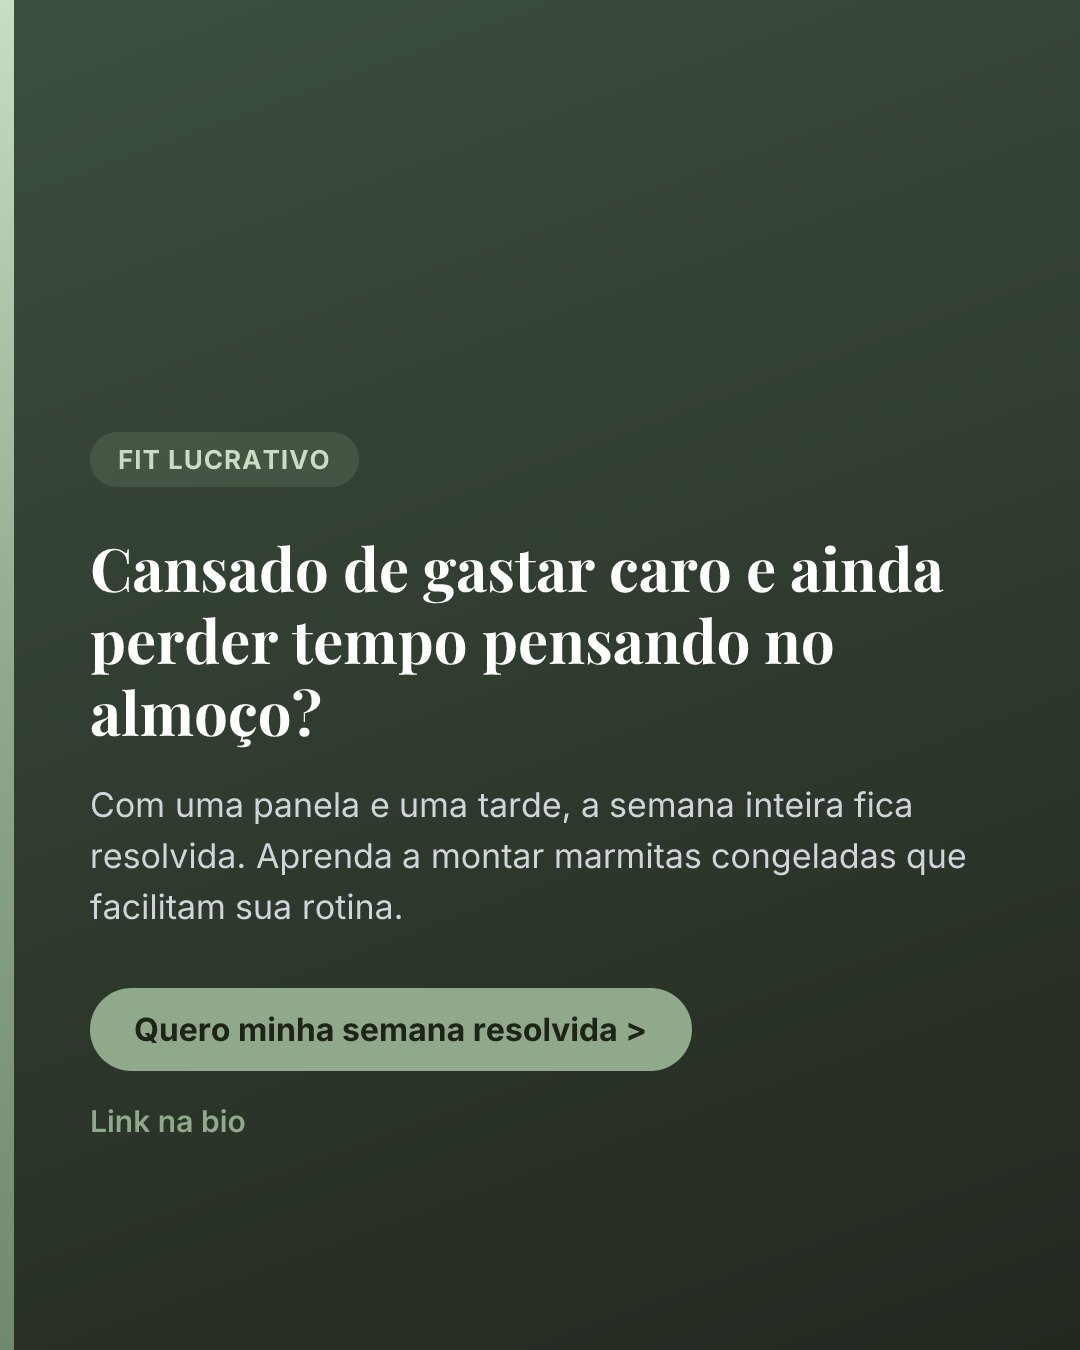 FIT LUCRATIVO
Cansado de gastar caro e ainda
perder tempo pensando no
almoço?
Com uma panela e uma tarde, a semana inteira fica
resolvida. Aprenda a montar marmitas congeladas que
facilitam sua rotina.
Quero minha semana resolvida >
Link na bio